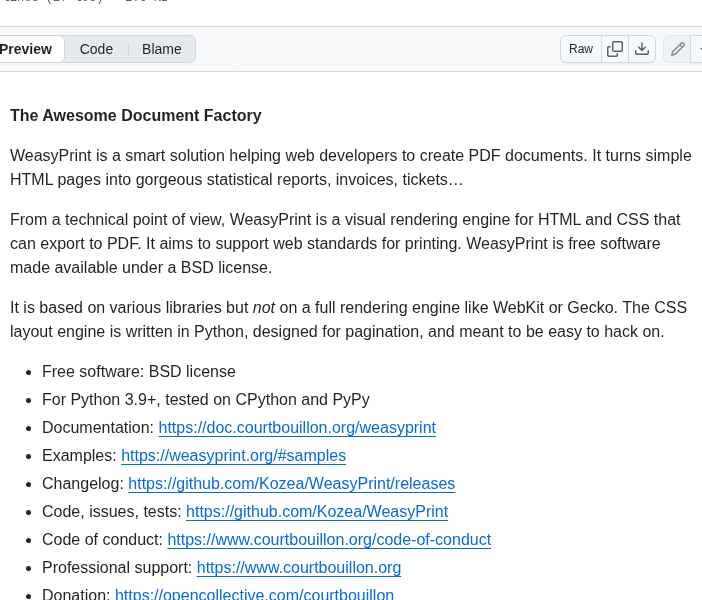 Preview Code Blame Raw
The Awesome Document Factory
WeasyPrint is a smart solution helping web developers to create PDF documents. It turns simple
HTML pages into gorgeous statistical reports, invoices, tickets…
From a technical point of view, WeasyPrint is a visual rendering engine for HTML and CSS that
can export to PDF. It aims to support web standards for printing. WeasyPrint is free software
made available under a BSD license.
It is based on various libraries but not on a full rendering engine like WebKit or Gecko. The CSS
layout engine is written in Python, designed for pagination, and meant to be easy to hack on.
• Free software: BSD license
• For Python 3.9+, tested on CPython and PyPy
• Documentation: https://doc.courtbouillon.org/weasyprint
• Examples: https://weasyprint.org/#samples
• Changelog: https://github.com/Kozea/WeasyPrint/releases
• Code, issues, tests: https://github.com/Kozea/WeasyPrint
• Code of conduct: https://www.courtbouillon.org/code-of-conduct
• Professional support: https://www.courtbouillon.org
• Donation: https://opencollective.com/courtbouillon